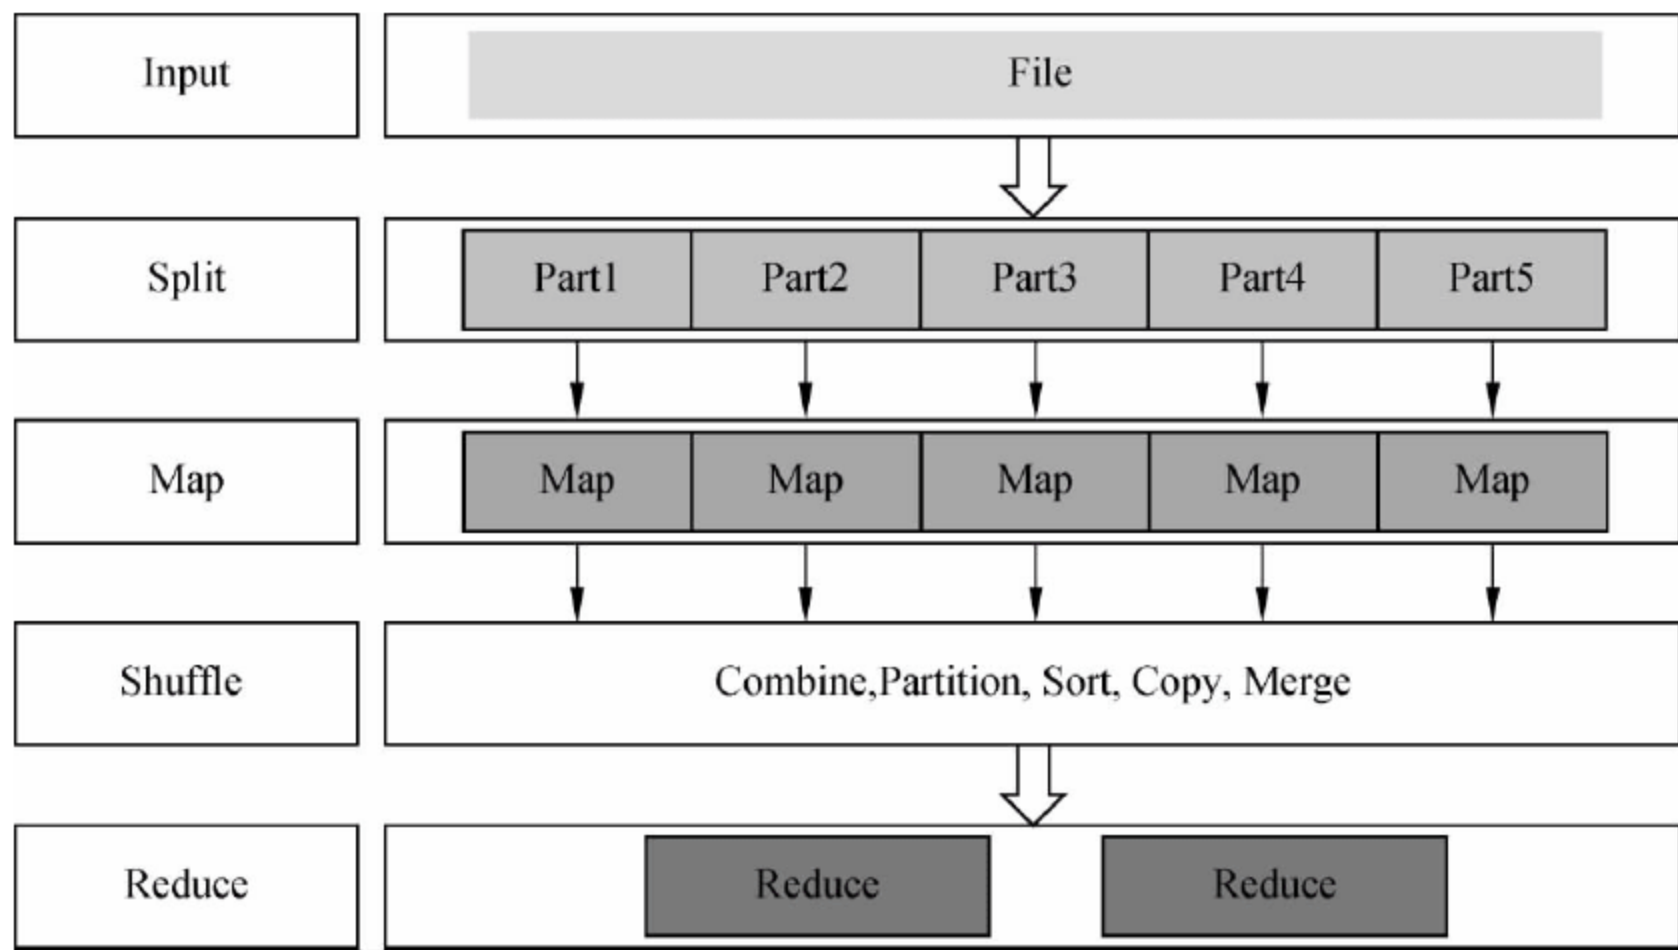 Input
File
Split
Part1 Part2 Part3 Part4 Part5
Map
Map Map Map Map Map
Shuffle
Combine,Partition, Sort, Copy, Merge
Reduce
Reduce Reduce